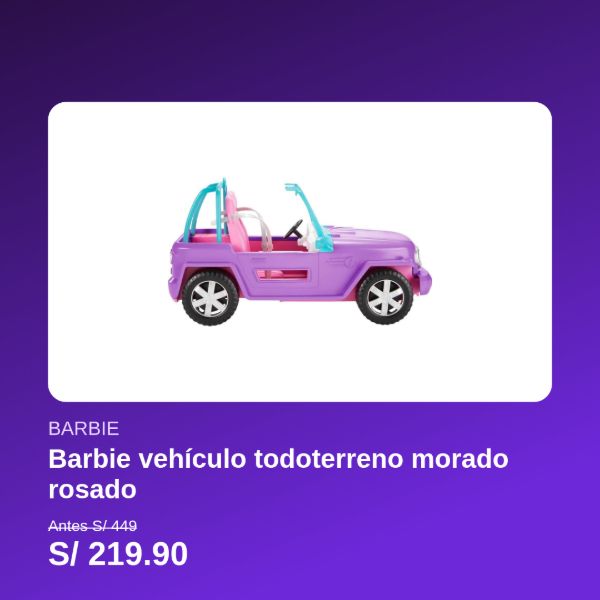 BARBIE
Barbie vehículo todoterreno morado
rosado
Antes S/ 449
S/ 219.90